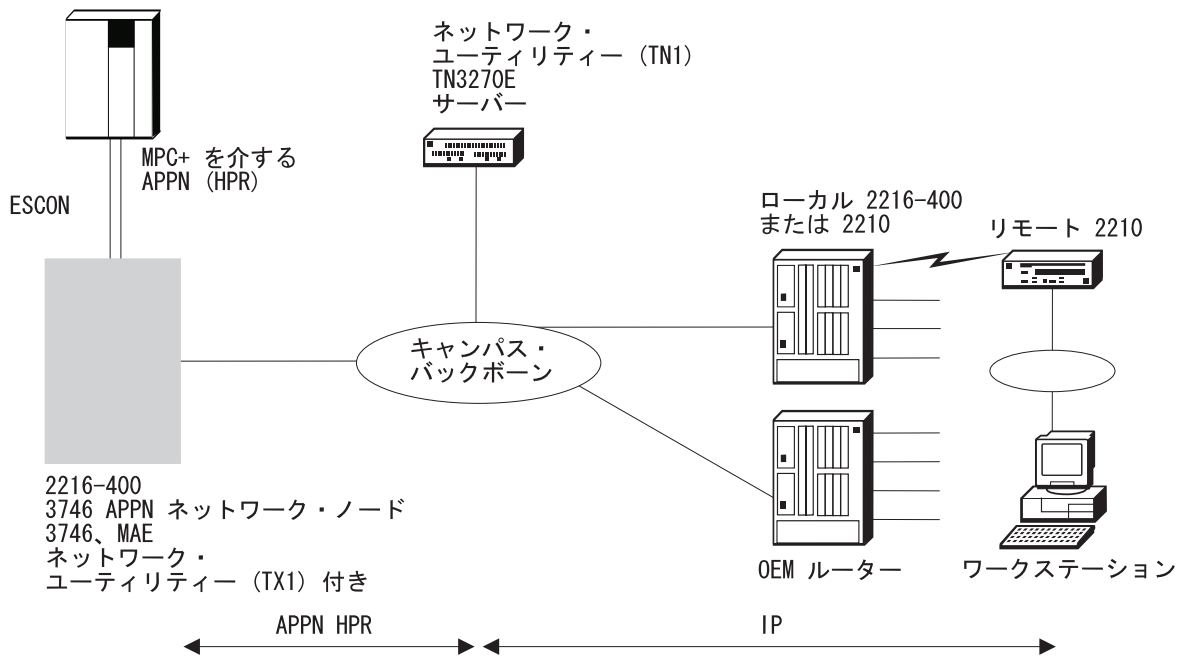 ネットワーク・
ユーティリティー (TN1)
TN3270E
サーバー
MPC+ を介する
APPN (HPR)
ESCON
ローカル 2216-400
または 2210
リモート 2210
キャンパス・
バックボーン
2216-400
3746 APPN ネットワーク・ノード
3746、MAE
ネットワーク・
ユーティリティー (TX1) 付き
OEM ルーター
ワークステーション
APPN HPR
IP